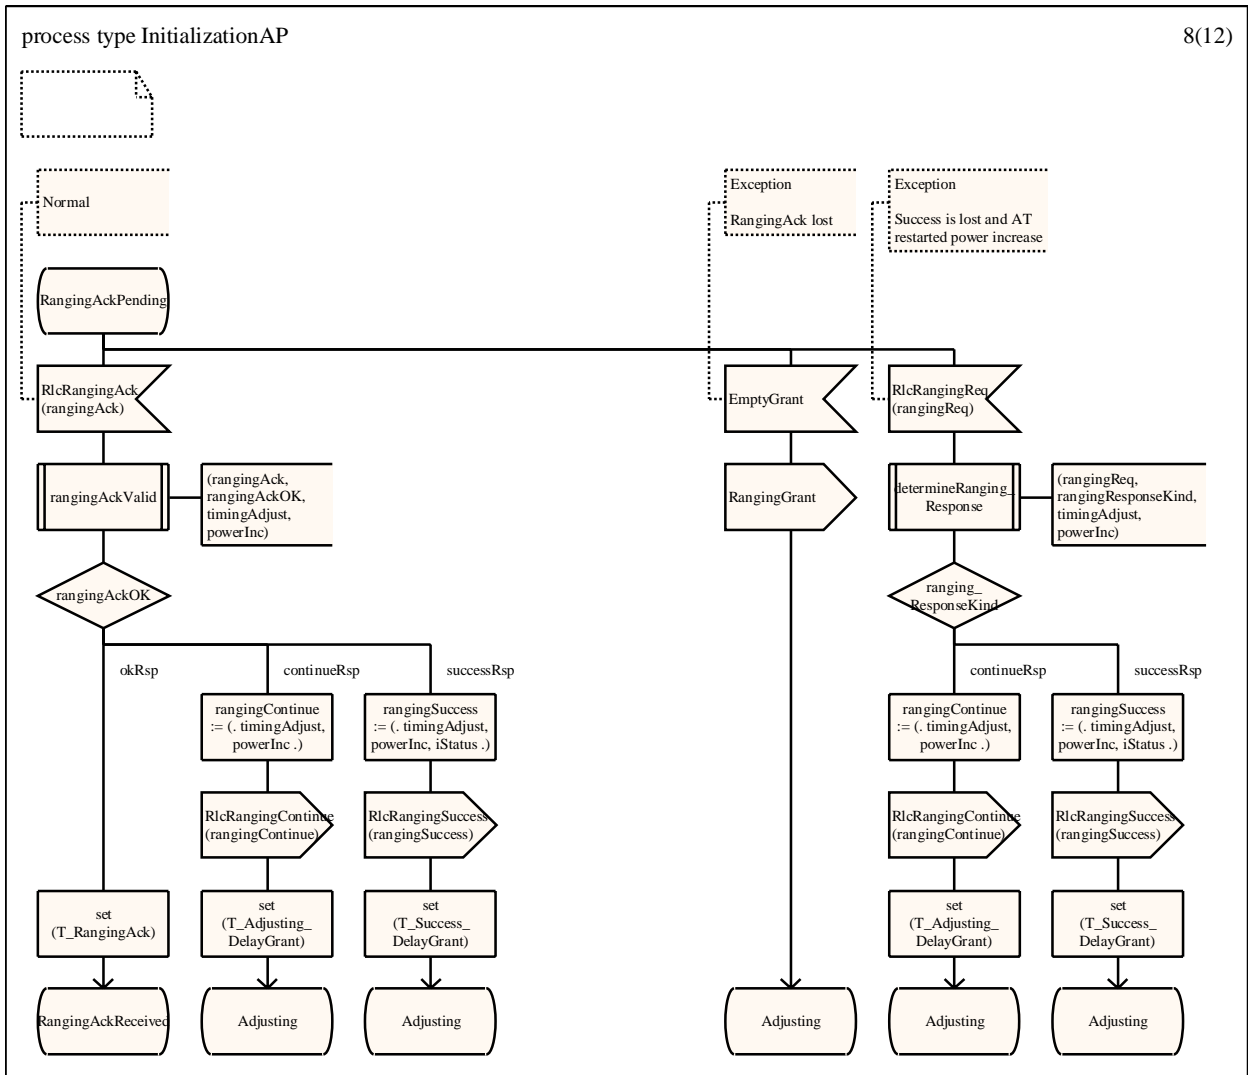 process type InitializationAP
8(12)
Normal
Exception
RangingAck lost
Exception
Success is lost and AT
restarted power increase
RangingAckPending
RlcRangingAck
(rangingAck)
EmptyGrant
RlcRangingReq
(rangingReq)
rangingAckValid
(rangingAck,
rangingAckOK,
timingAdjust,
powerInc)
RangingGrant
determineRanging_
Response
(rangingReq,
rangingResponseKind,
timingAdjust,
powerInc)
rangingAckOK
ranging_
ResponseKind
okRsp
continueRsp
successRsp
continueRsp
successRsp
rangingContinue
:= (. timingAdjust,
powerInc .)
rangingSuccess
:= (. timingAdjust,
powerInc, iStatus .)
rangingContinue
:= (. timingAdjust,
powerInc .)
rangingSuccess
:= (. timingAdjust,
powerInc, iStatus .)
RlcRangingContinue
(rangingContinue)
RlcRangingSuccess
(rangingSuccess)
RlcRangingContinue
(rangingContinue)
RlcRangingSuccess
(rangingSuccess)
set
(T_RangingAck)
set
(T_Adjusting_
DelayGrant)
set
(T_Success_
DelayGrant)
set
(T_Adjusting_
DelayGrant)
set
(T_Success_
DelayGrant)
RangingAckReceived
Adjusting
Adjusting
Adjusting
Adjusting
Adjusting